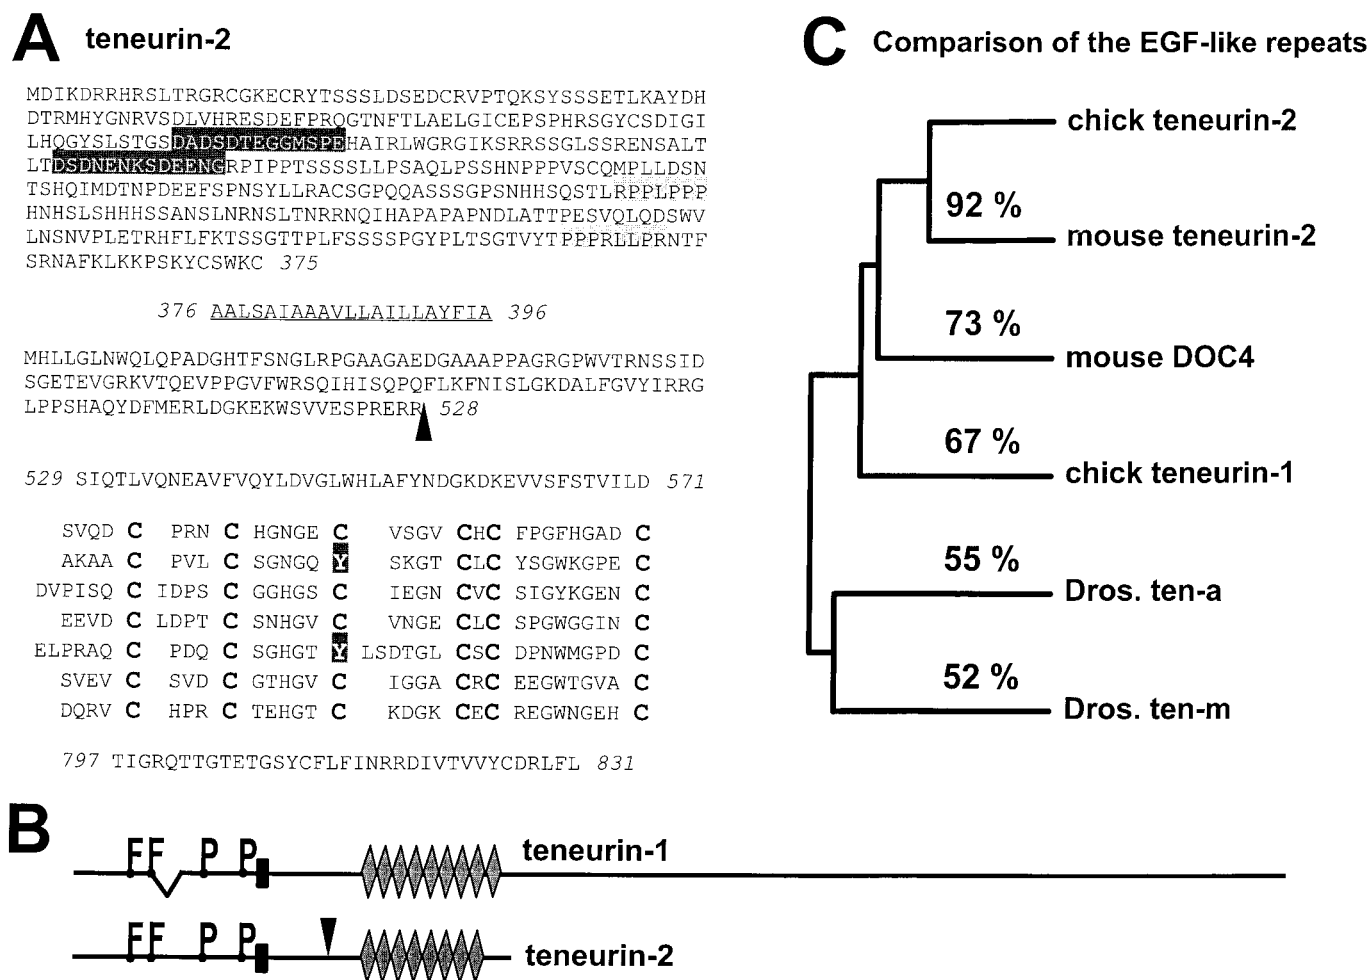 A teneurin-2
MDIKDRRHRSLTRGRCGKECRYTSSSLDSEDCRVPTQKSYSSSETLKAYDH
DTRMHYGNRVSDLVHRESDEFPRQGTNFTLAELGICEPSPHRSGYCSDIGI
LHQGYSLSTGSDADSDTEGGMSPEHAIRLWGRGIKSRRSSGLSSRENSALT
LTDSDNENKSDEENGRPIPPTSSSSLLPSAQLPSSHNPPPVSCQMPLLDSN
TSHQIMDTNPDEEFSPNSYLLRACSGPQQASSSGPSNHHSQSTLRPPLPPP
HNHSLSHHHSSANSLNRNSLTNRRNQIHAPAPAPNDLATTPESVQLQDSWV
LNSNVPLETRHFLFKTSSGTTPLFSSSSPGYPLTSGTVYTPPPRLLPRNTF
SRNAFKLKKPSKYCSWKC 375
376 AALSAIAAAVLLAILLAYFIA 396
MHLLGLNWQLQPADGHTFSNGLRPGAAGAEDGAAAPPAGRGPWVTRNSSID
SGETEVGRKVTQEVPPGVFWRSQIHISQPQFLKFNISLGKDALFGVYIRRG
LPPSHAQYDFMERLDGKEKWSVVESPRERR 528
529 SIQTLVQNEAVFVQYLDVGLWHLAFYNDGKDKEVVSFSTVILD 571
SVQD C PRN C HGNGE C VSGV CHC FPGFHGAD C
AKAA C PVL C SGNGQ Y SKGT CLC YSGWKGPE C
DVPISQ C IDPS C GGHGS C IEGN CVC SIGYKGEN C
EEVD C LDPT C SNHGV C VNGE CLC SPGWGGIN C
ELPRAQ C PDQ C SGHGT Y LSDTGL CSC DPNWMGPD C
SVEV C SVD C GTHGV C IGGA CRC EEGWTGVA C
DQRV C HPR C TEHGT C KDGK CEC REGWNGEH C
797 TIGRQTTGTETGSYCFLFINRRDIVTVVYCDRLFL 831
B
FF P P teneurin-1
FF P P teneurin-2
C Comparison of the EGF-like repeats
chick teneurin-2
92 %
mouse teneurin-2
73 %
mouse DOC4
67 %
chick teneurin-1
55 %
Dros. ten-a
52 %
Dros. ten-m